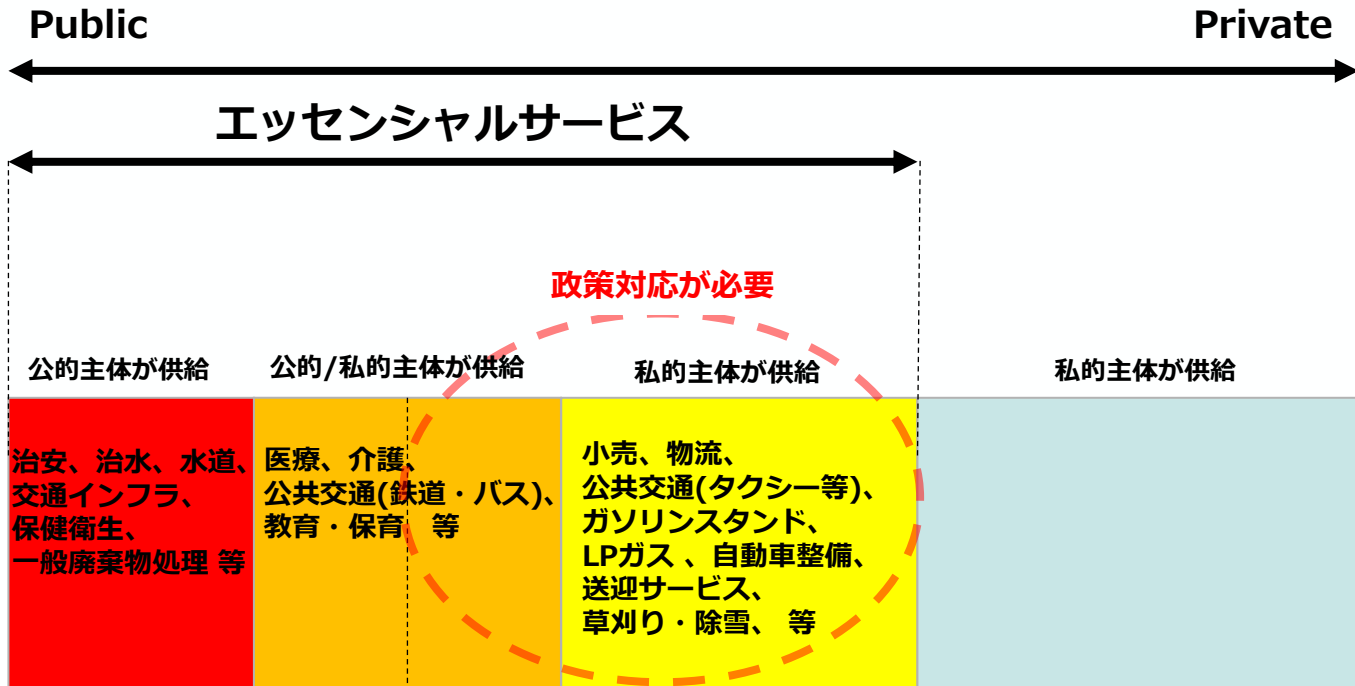 Public
Private
エッセンシャルサービス
政策対応が必要
公的主体が供給
公的/私的主体が供給
私的主体が供給
私的主体が供給
治安、治水、水道、
交通インフラ、
保健衛生、
一般廃棄物処理 等
医療、介護、
公共交通(鉄道・バス)、
教育・保育 等
小売、物流、
公共交通(タクシー等)、
ガソリンスタンド、
LPガス 、自動車整備、
送迎サービス、
草刈り・除雪、 等